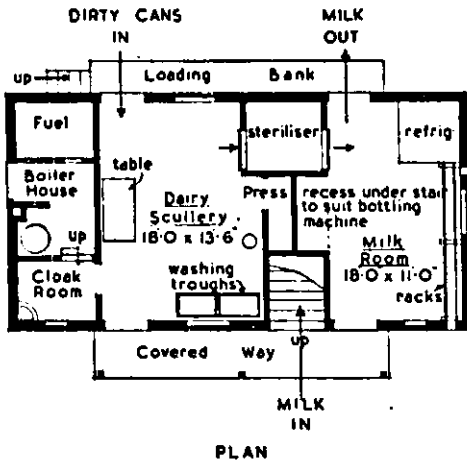 DIRTY CANS
IN
MILK
OUT
up
Loading Bank
Fuel
steriliser
refrig
Boiler
House
table
Press
recess under stair
to suit bottling
machine
Dairy
Scullery
18·0 x 13·6"
up
Milk
Room
18·0 x 11·0"
Cloak
Room
washing
troughs
racks
up
Covered Way
MILK
IN
PLAN